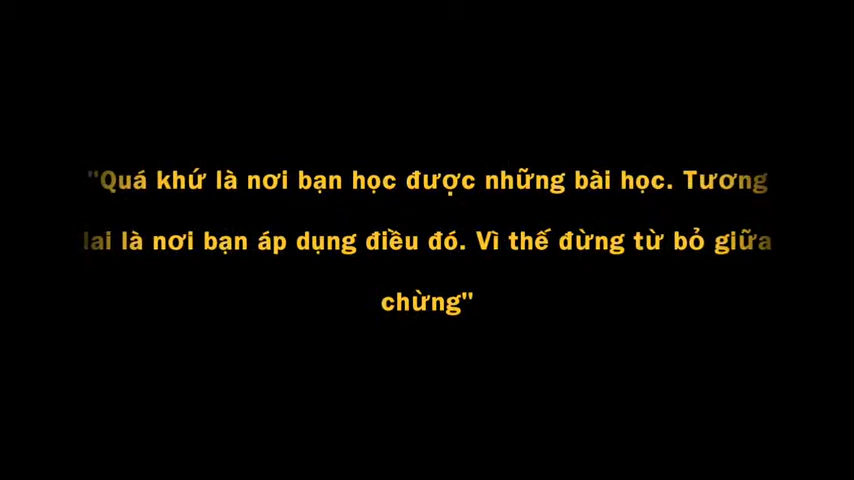 "Quá khứ là nơi bạn học được những bài học. Tương
lai là nơi bạn áp dụng điều đó. Vì thế đừng từ bỏ giữa
chừng"